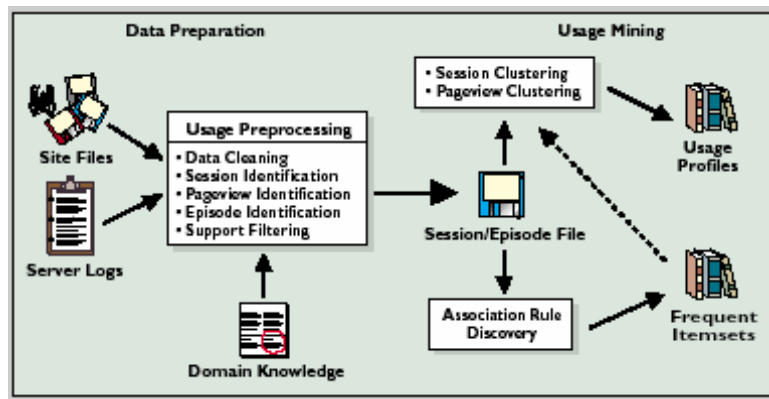 Data Preparation
Usage Mining
Site Files
Server Logs
Usage Preprocessing
• Data Cleaning
• Session Identification
• Pageview Identification
• Episode Identification
• Support Filtering
Domain Knowledge
• Session Clustering
• Pageview Clustering
Session/Episode File
Association Rule
Discovery
Usage
Profiles
Frequent
Itemsets